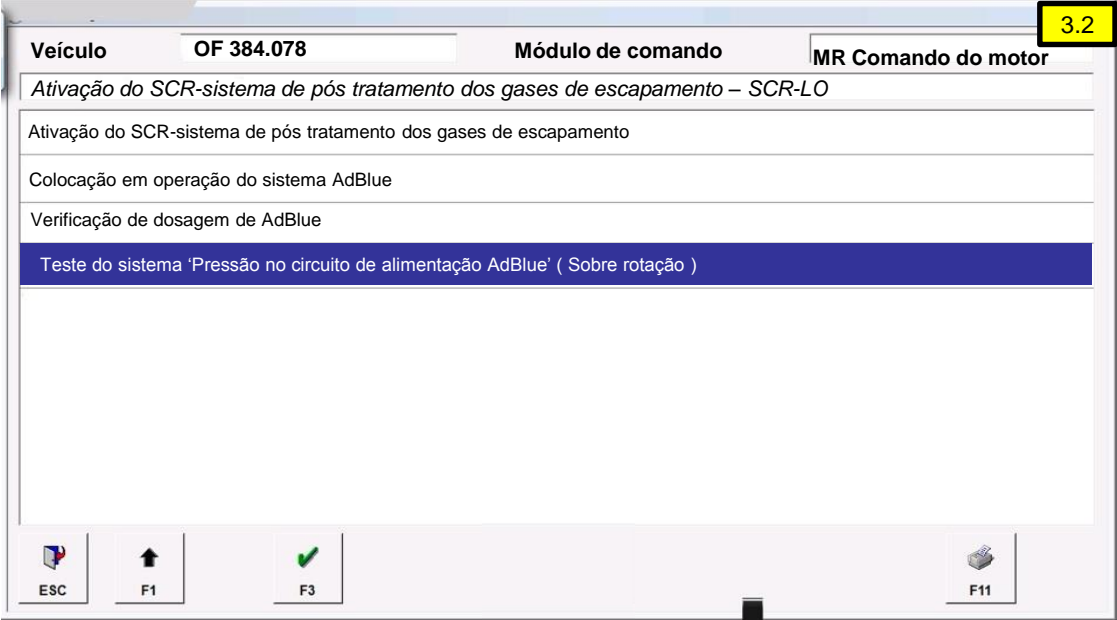 3.2
Veículo OF 384.078 Módulo de comando MR Comando do motor
Ativação do SCR-sistema de pós tratamento dos gases de escapamento – SCR-LO
Ativação do SCR-sistema de pós tratamento dos gases de escapamento
Colocação em operação do sistema AdBlue
Verificação de dosagem de AdBlue
Teste do sistema ‘Pressão no circuito de alimentação AdBlue’ ( Sobre rotação )
ESC F1 F3 F11